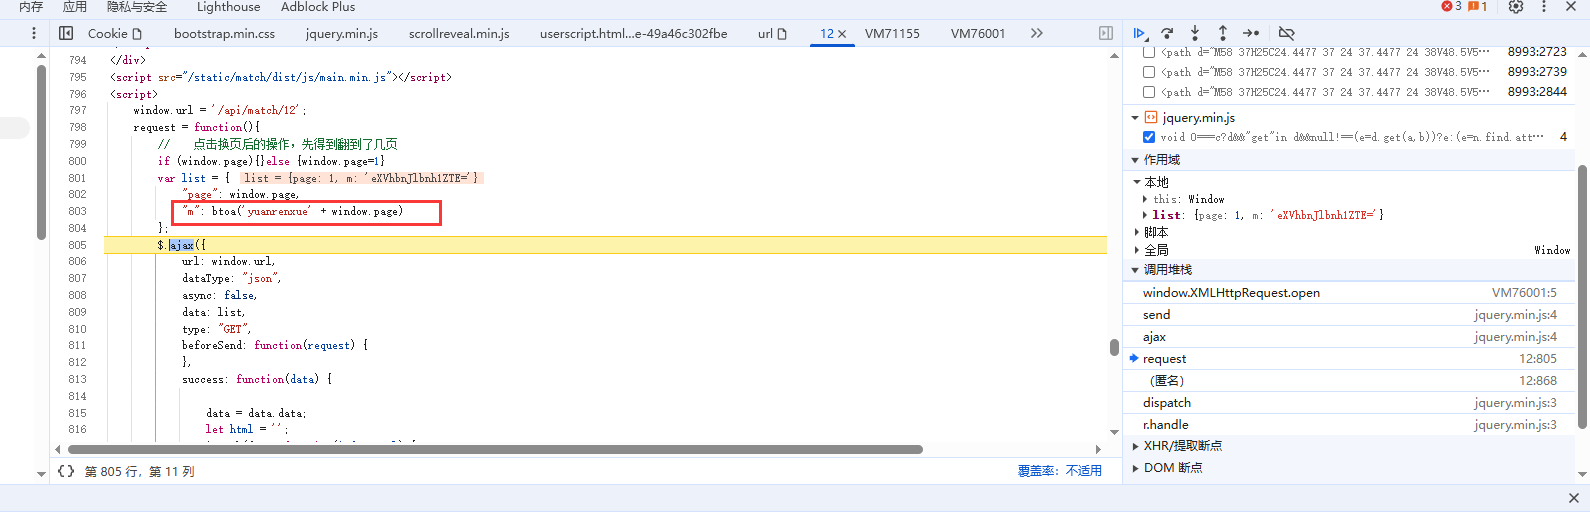 内存 应用 隐私与安全 Lighthouse Adblock Plus 3 1
Cookie bootstrap.min.css jquery.min.js scrollreveal.min.js userscript.html...e-49a46c302fbe url 12 VM71155 VM76001
794 </div>
795 <script src="/static/match/dist/js/main.min.js"></script>
796 <script>
797 window.url = '/api/match/12';
798 request = function(){
799 // 点击换页后的操作，先得到翻到了几页
800 if (window.page){}else {window.page=1}
801 var list = { list = {page: 1, m: 'eXVhbnJlbnh1ZTE='}
802 "page": window.page,
803 "m": btoa('yuanrenxue' + window.page)
804 };
805 $.ajax({
806 url: window.url,
807 dataType: "json",
808 async: false,
809 data: list,
810 type: "GET",
811 beforeSend: function(request) {
812 },
813 success: function(data) {
814
815 data = data.data;
816 let html = '';
{} 第 805 行，第 11 列 覆盖率：不适用
<path d="M58 37H25C24.4477 37 24 37.4477 24 38V48.5V5… 8993:2723
<path d="M58 37H25C24.4477 37 24 37.4477 24 38V48.5V5… 8993:2739
<path d="M58 37H25C24.4477 37 24 37.4477 24 38V48.5V5… 8993:2844
jquery.min.js
void 0===c?d&&"get"in d&&null!==(e=d.get(a,b))?e:(e=n.find.att… 4
作用域
本地
this: Window
list: {page: 1, m: 'eXVhbnJlbnh1ZTE='}
脚本
全局 Window
调用堆栈
window.XMLHttpRequest.open VM76001:5
send jquery.min.js:4
ajax jquery.min.js:4
request 12:805
（匿名） 12:868
dispatch jquery.min.js:3
r.handle jquery.min.js:3
XHR/提取断点
DOM 断点